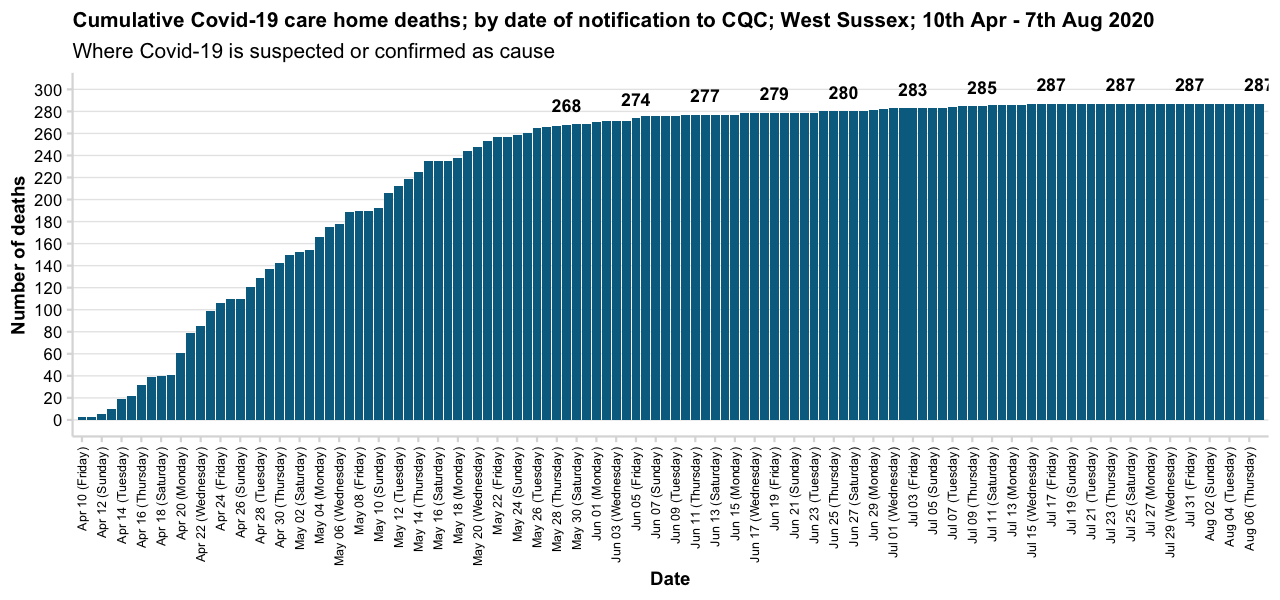 Cumulative Covid-19 care home deaths; by date of notification to CQC; West Sussex; 10th Apr - 7th Aug 2020
Where Covid-19 is suspected or confirmed as cause
Number of deaths
300
280
260
240
220
200
180
160
140
120
100
80
60
40
20
0
268
274
277
279
280
283
285
287
287
287
287
Apr 10 (Friday)
Apr 12 (Sunday)
Apr 14 (Tuesday)
Apr 16 (Thursday)
Apr 18 (Saturday)
Apr 20 (Monday)
Apr 22 (Wednesday)
Apr 24 (Friday)
Apr 26 (Sunday)
Apr 28 (Tuesday)
Apr 30 (Thursday)
May 02 (Saturday)
May 04 (Monday)
May 06 (Wednesday)
May 08 (Friday)
May 10 (Sunday)
May 12 (Tuesday)
May 14 (Thursday)
May 16 (Saturday)
May 18 (Monday)
May 20 (Wednesday)
May 22 (Friday)
May 24 (Sunday)
May 26 (Tuesday)
May 28 (Thursday)
May 30 (Saturday)
Jun 01 (Monday)
Jun 03 (Wednesday)
Jun 05 (Friday)
Jun 07 (Sunday)
Jun 09 (Tuesday)
Jun 11 (Thursday)
Jun 13 (Saturday)
Jun 15 (Monday)
Jun 17 (Wednesday)
Jun 19 (Friday)
Jun 21 (Sunday)
Jun 23 (Tuesday)
Jun 25 (Thursday)
Jun 27 (Saturday)
Jun 29 (Monday)
Jul 01 (Wednesday)
Jul 03 (Friday)
Jul 05 (Sunday)
Jul 07 (Tuesday)
Jul 09 (Thursday)
Jul 11 (Saturday)
Jul 13 (Monday)
Jul 15 (Wednesday)
Jul 17 (Friday)
Jul 19 (Sunday)
Jul 21 (Tuesday)
Jul 23 (Thursday)
Jul 25 (Saturday)
Jul 27 (Monday)
Jul 29 (Wednesday)
Jul 31 (Friday)
Aug 02 (Sunday)
Aug 04 (Tuesday)
Aug 06 (Thursday)
Date